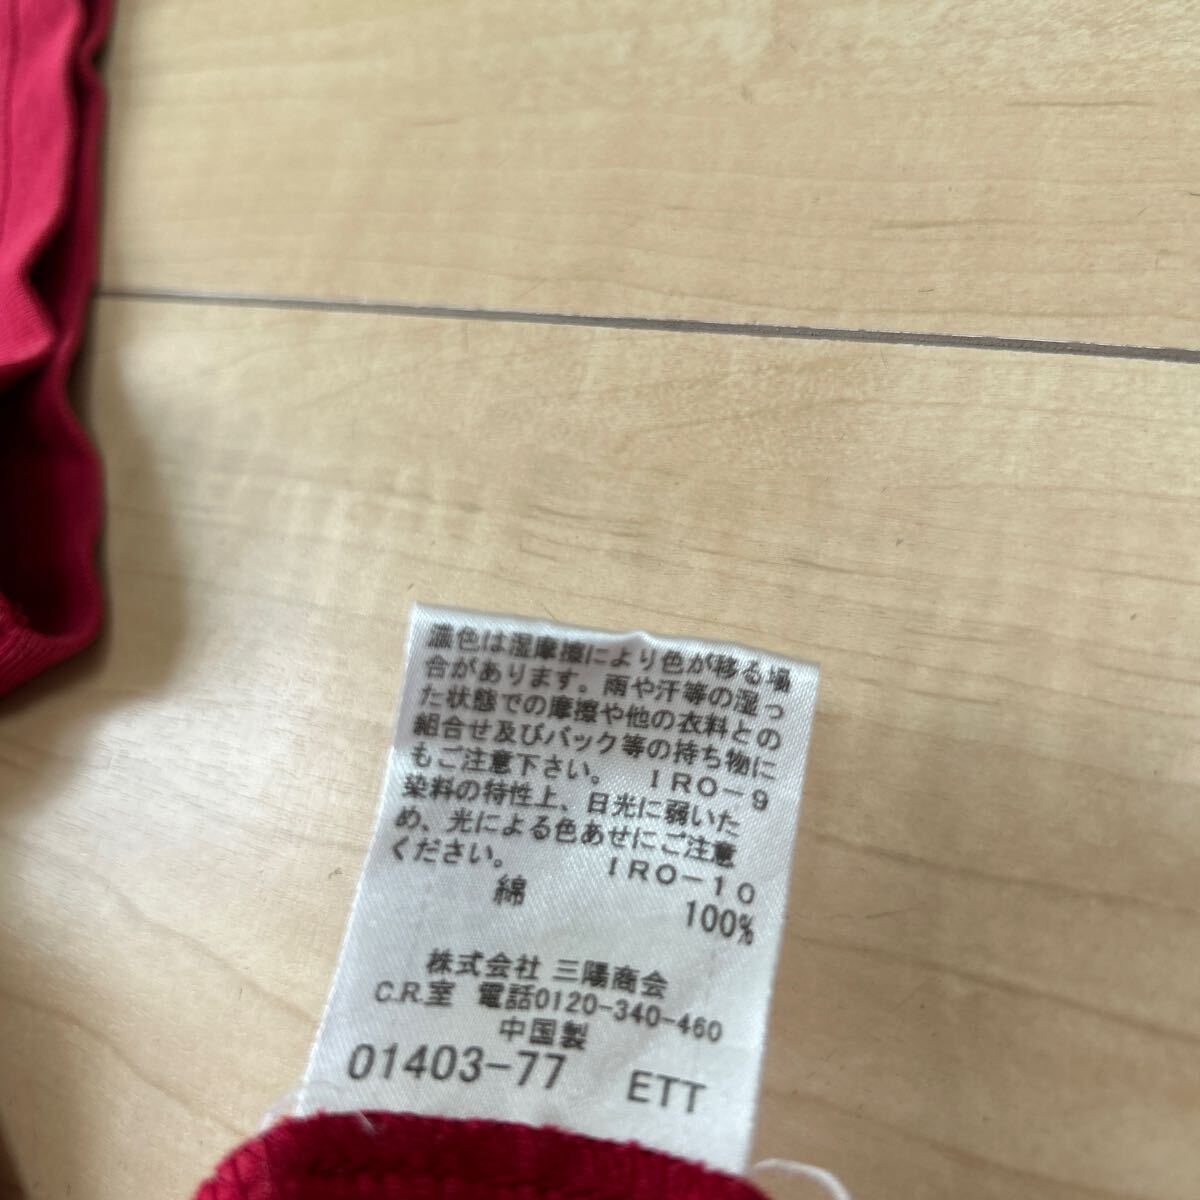 濃色は湿摩擦により色が移る場
合があります。雨や汗等の湿っ
た状態での摩擦や他の衣料との
組合せ及びバック等の持ち物に
もご注意下さい。 IRO-9
染料の特性上、日光に弱いた
め、光による色あせにご注意
ください。 IRO-10
綿 100%
株式会社 三陽商会
C.R.室 電話0120-340-460
中国製
01403-77 ETT